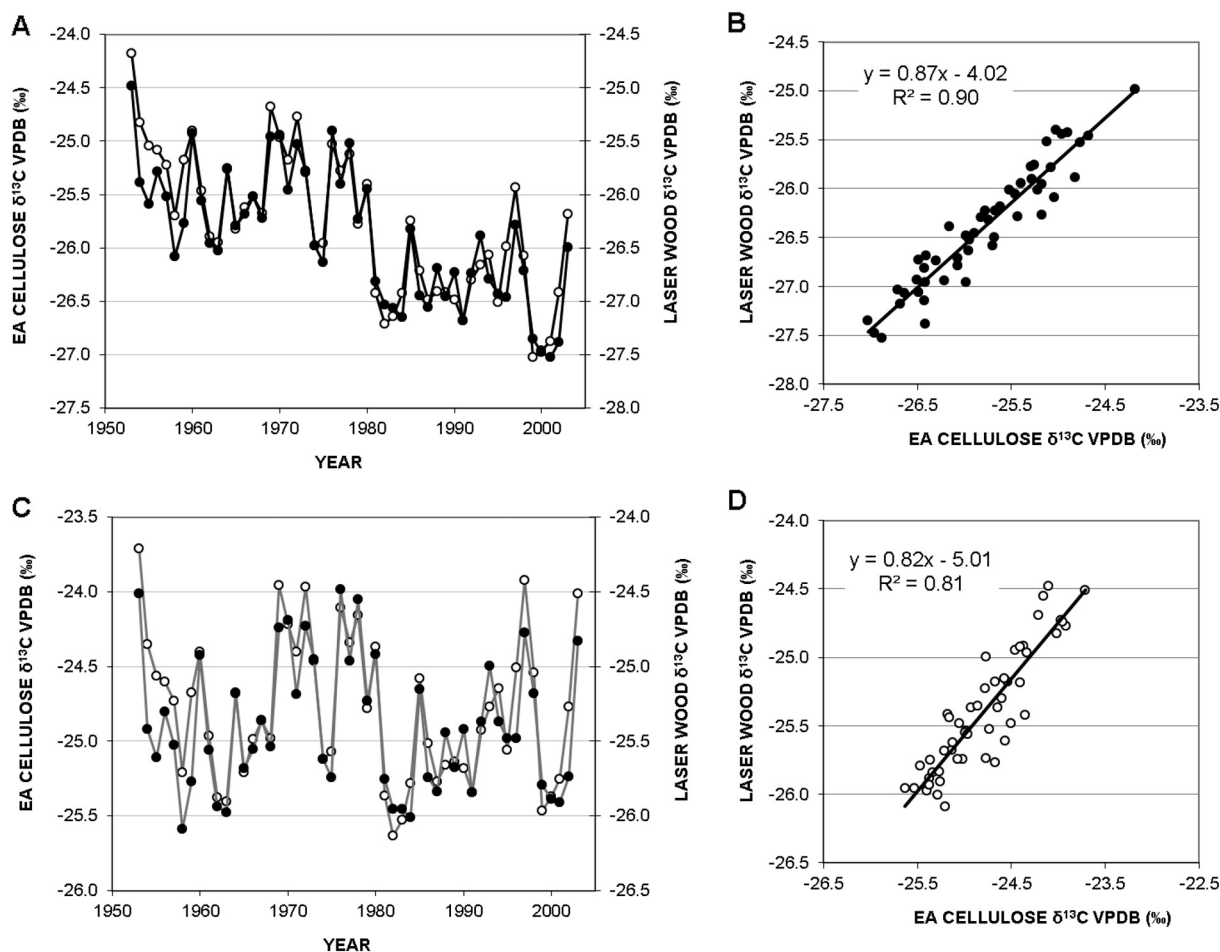 A
EA CELLULOSE δ¹³C VPDB (‰)
-24.0
-24.5
-25.0
-25.5
-26.0
-26.5
-27.0
-27.5
-24.5
-25.0
-25.5
-26.0
-26.5
-27.0
-27.5
-28.0
LASER WOOD δ¹³C VPDB (‰)
1950 1960 1970 1980 1990 2000
YEAR
B
LASER WOOD δ¹³C VPDB (‰)
-24.5
-25.0
-25.5
-26.0
-26.5
-27.0
-27.5
-28.0
y = 0.87x - 4.02
R² = 0.90
-27.5 -26.5 -25.5 -24.5 -23.5
EA CELLULOSE δ¹³C VPDB (‰)
C
EA CELLULOSE δ¹³C VPDB (‰)
-23.5
-24.0
-24.5
-25.0
-25.5
-26.0
-24.0
-24.5
-25.0
-25.5
-26.0
-26.5
LASER WOOD δ¹³C VPDB (‰)
1950 1960 1970 1980 1990 2000
YEAR
D
LASER WOOD δ¹³C VPDB (‰)
-24.0
-24.5
-25.0
-25.5
-26.0
-26.5
y = 0.82x - 5.01
R² = 0.81
-26.5 -25.5 -24.5 -23.5 -22.5
EA CELLULOSE δ¹³C VPDB (‰)